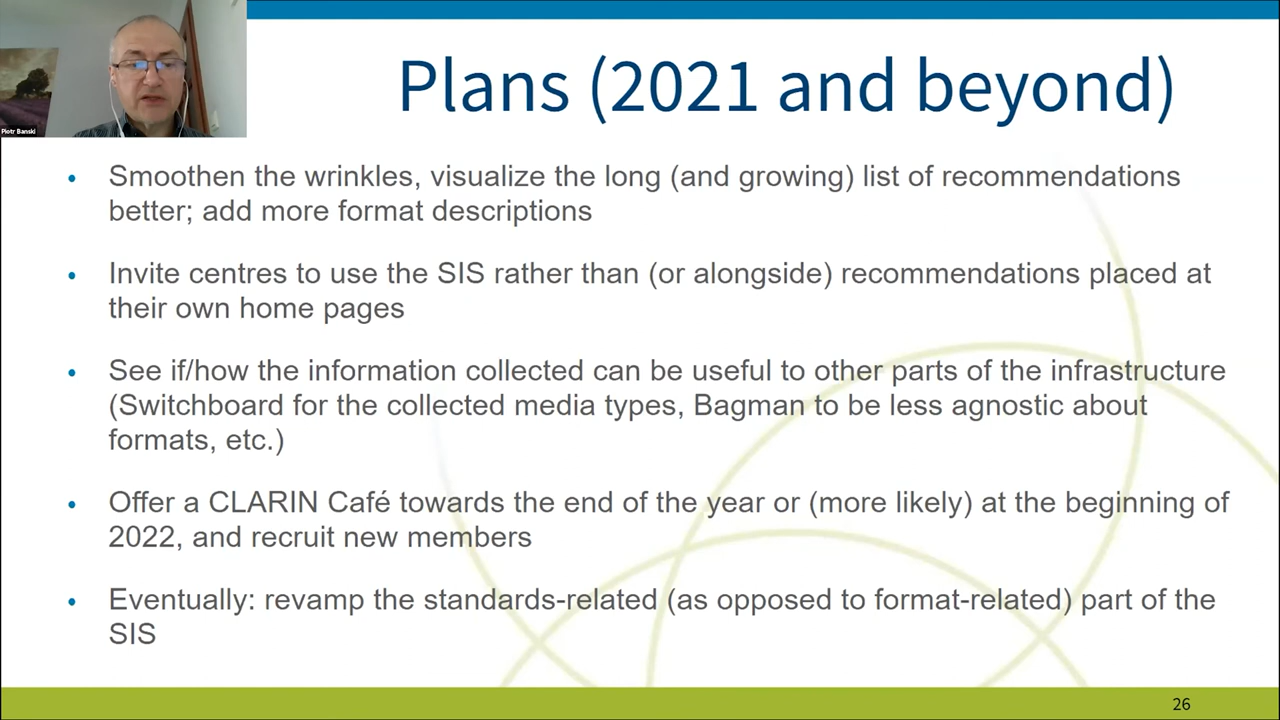 Piotr Banski
Plans (2021 and beyond)
• Smoothen the wrinkles, visualize the long (and growing) list of recommendations
better; add more format descriptions
• Invite centres to use the SIS rather than (or alongside) recommendations placed at
their own home pages
• See if/how the information collected can be useful to other parts of the infrastructure
(Switchboard for the collected media types, Bagman to be less agnostic about
formats, etc.)
• Offer a CLARIN Café towards the end of the year or (more likely) at the beginning of
2022, and recruit new members
• Eventually: revamp the standards-related (as opposed to format-related) part of the
SIS
26